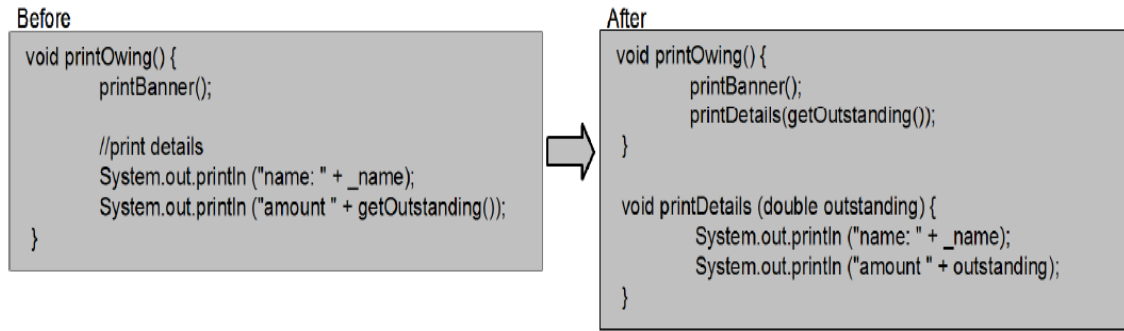 Before
void printOwing() {
printBanner();
//print details
System.out.println ("name: " + _name);
System.out.println ("amount " + getOutstanding());
}
After
void printOwing() {
printBanner();
printDetails(getOutstanding());
}
void printDetails (double outstanding) {
System.out.println ("name: " + _name);
System.out.println ("amount " + outstanding);
}